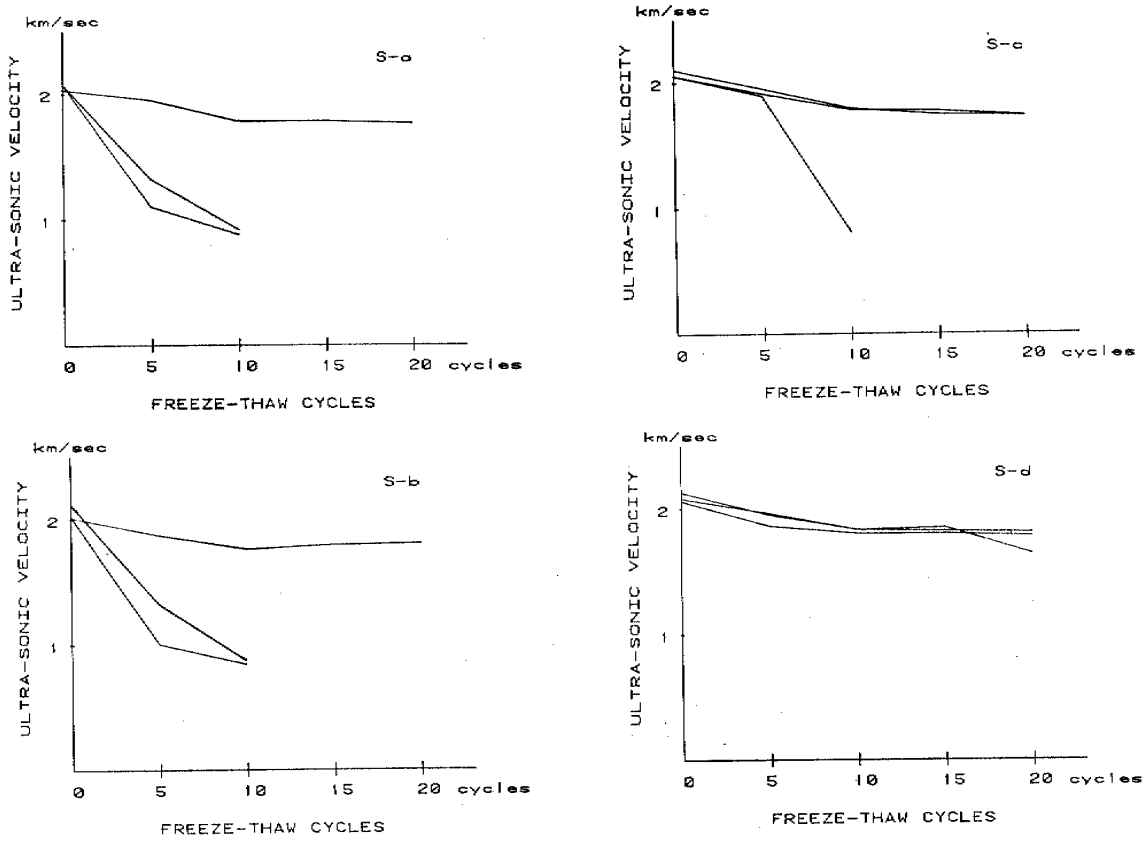 km/sec
S-a
ULTRA-SONIC VELOCITY
2
1
0 5 10 15 20 cycles
FREEZE-THAW CYCLES
km/sec
S-c
ULTRA-SONIC VELOCITY
2
1
0 5 10 15 20 cycles
FREEZE-THAW CYCLES
km/sec
S-b
ULTRA-SONIC VELOCITY
2
1
0 5 10 15 20 cycles
FREEZE-THAW CYCLES
km/sec
S-d
ULTRA-SONIC VELOCITY
2
1
0 5 10 15 20 cycles
FREEZE-THAW CYCLES